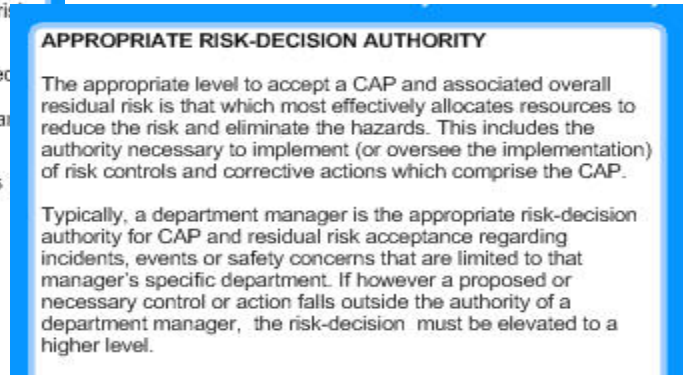 APPROPRIATE RISK-DECISION AUTHORITY
The appropriate level to accept a CAP and associated overall
residual risk is that which most effectively allocates resources to
reduce the risk and eliminate the hazards. This includes the
authority necessary to implement (or oversee the implementation)
of risk controls and corrective actions which comprise the CAP.
Typically, a department manager is the appropriate risk-decision
authority for CAP and residual risk acceptance regarding
incidents, events or safety concerns that are limited to that
manager's specific department. If however a proposed or
necessary control or action falls outside the authority of a
department manager, the risk-decision must be elevated to a
higher level.